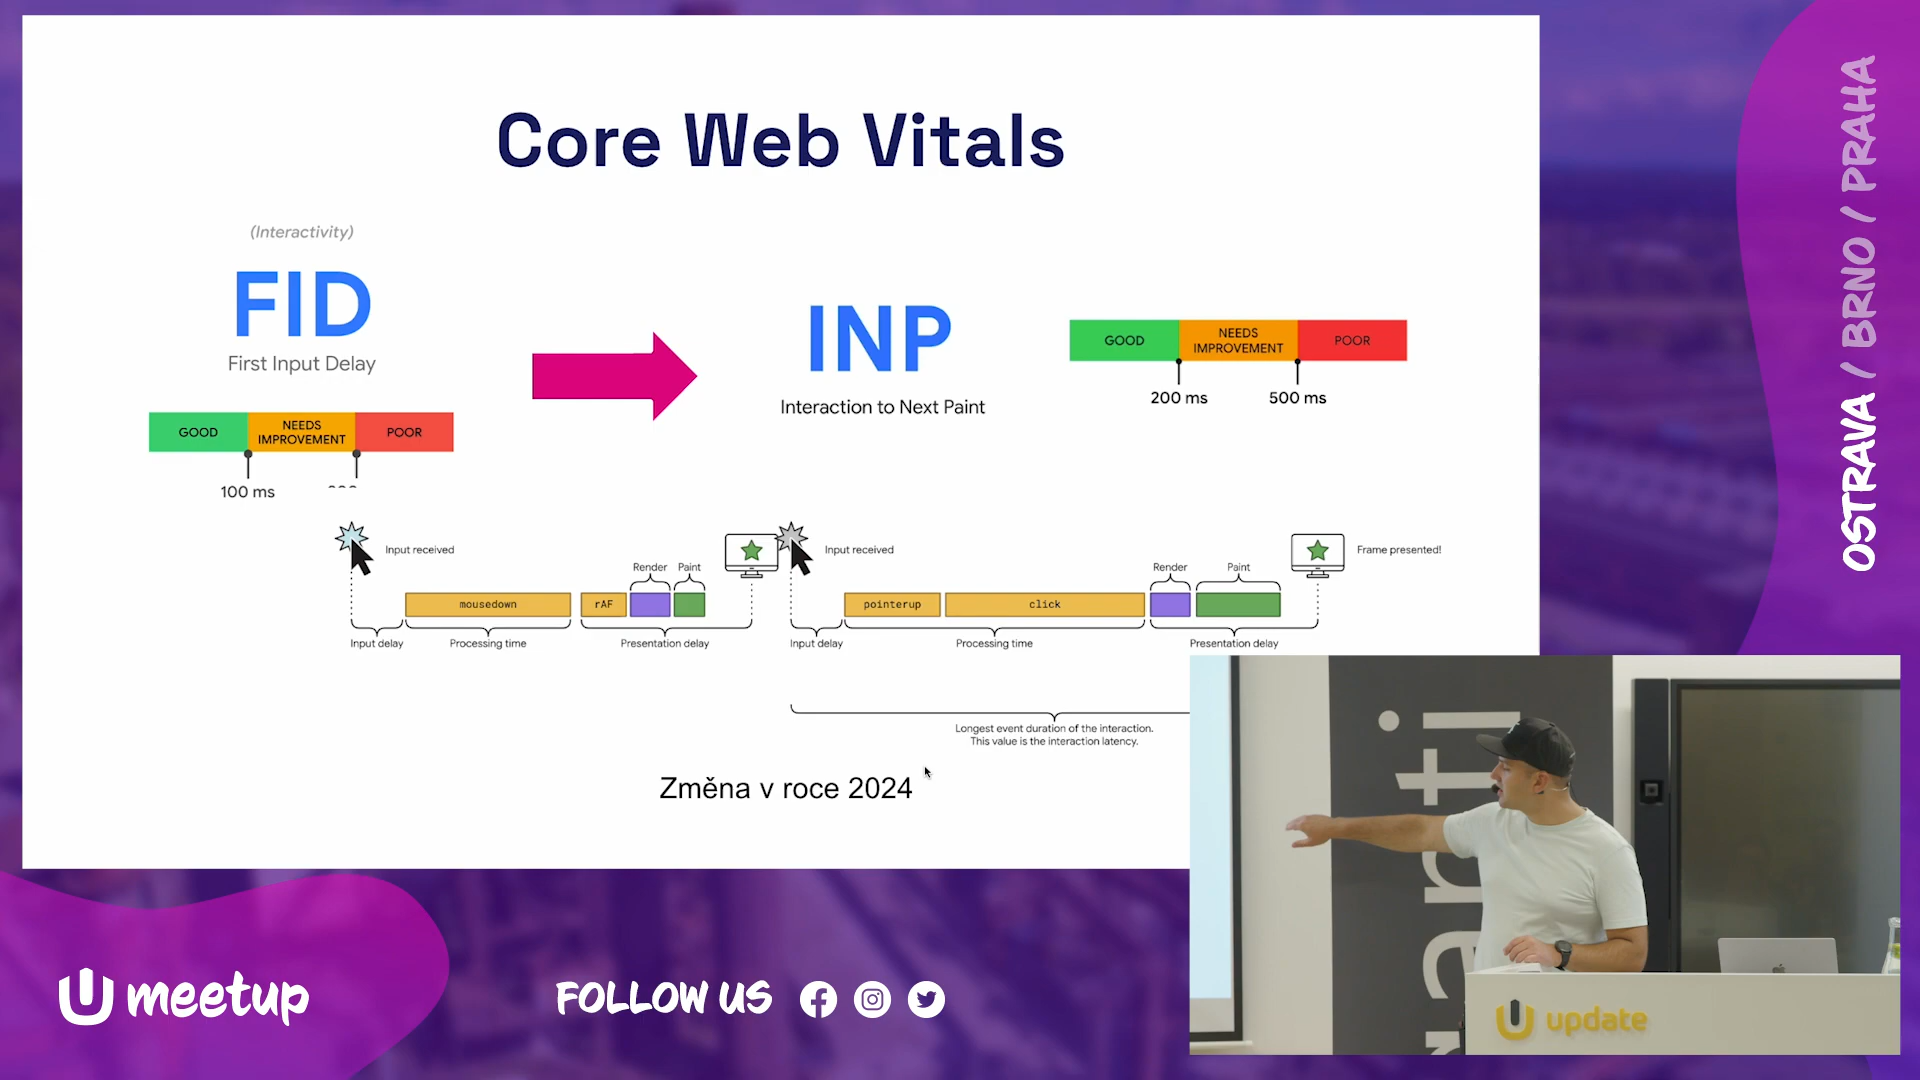 Core Web Vitals
(Interactivity)
FID
First Input Delay
GOOD
NEEDS
IMPROVEMENT
POOR
100 ms
INP
Interaction to Next Paint
GOOD
NEEDS
IMPROVEMENT
POOR
200 ms
500 ms
Input received
Render
Paint
mousedown
rAF
Input delay
Processing time
Presentation delay
Input received
Render
Paint
Frame presented!
pointerup
click
Input delay
Processing time
Presentation delay
Longest event duration of the interaction.
This value is the interaction latency.
Změna v roce 2024
OSTRAVA / BRNO / PRAHA
meetup
FOLLOW US
update